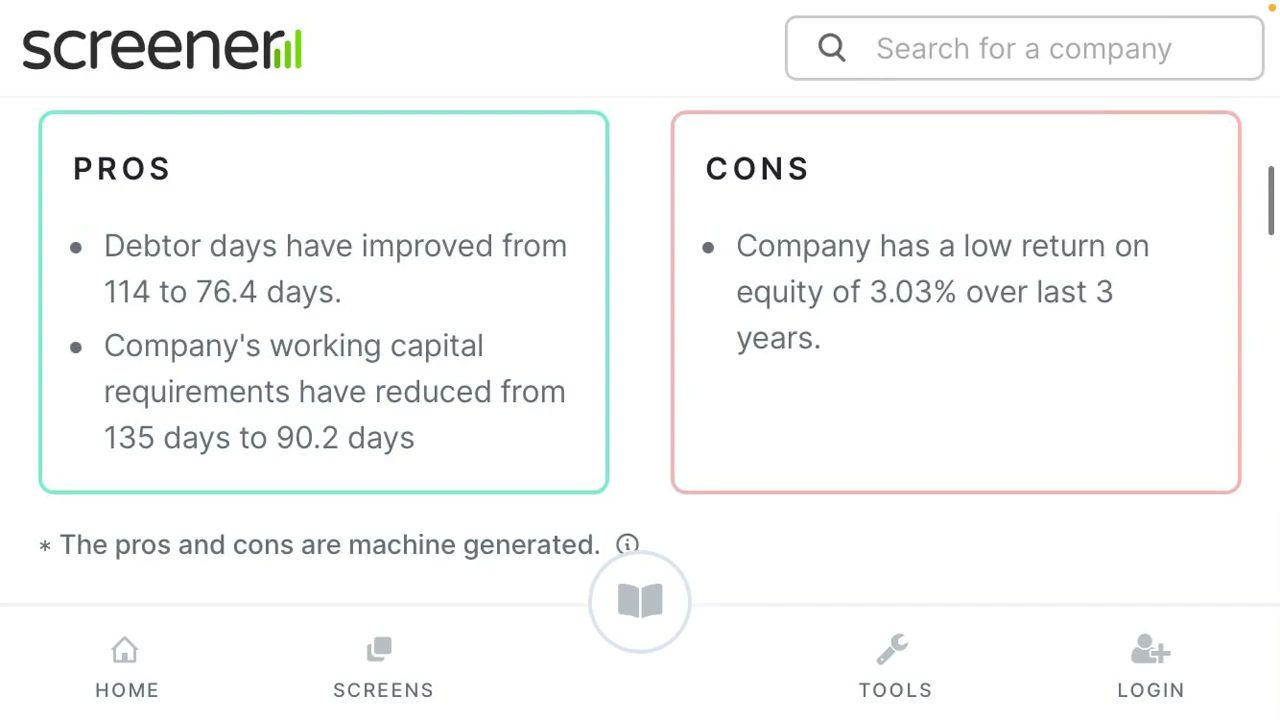 screener
Search for a company
PROS
• Debtor days have improved from
114 to 76.4 days.
• Company's working capital
requirements have reduced from
135 days to 90.2 days
CONS
• Company has a low return on
equity of 3.03% over last 3
years.
* The pros and cons are machine generated.
HOME
SCREENS
TOOLS
LOGIN